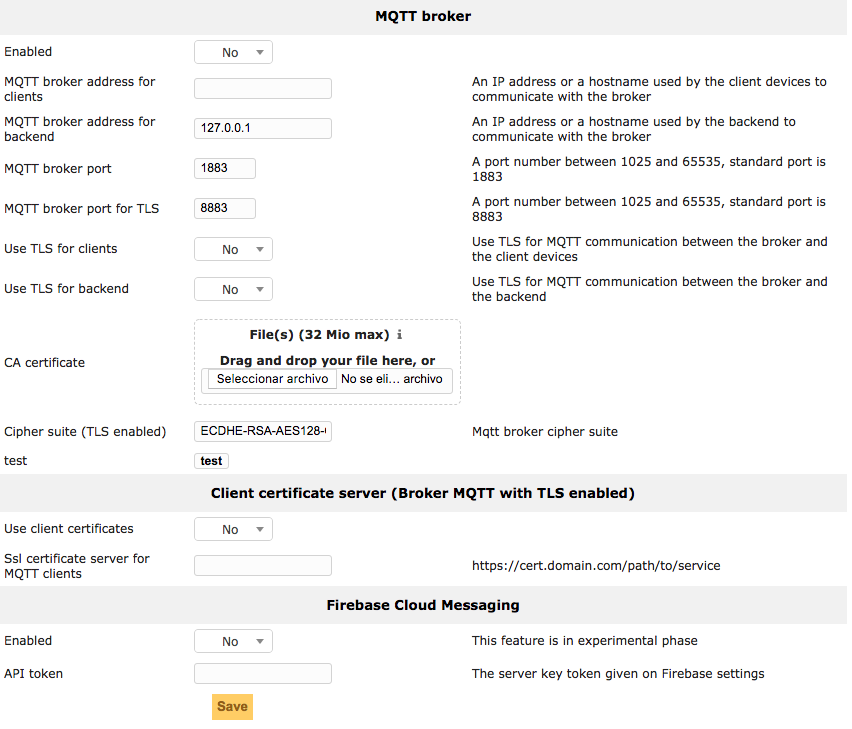 MQTT broker
Enabled
No
MQTT broker address for
clients
An IP address or a hostname used by the client devices to
communicate with the broker
MQTT broker address for
backend
127.0.0.1
An IP address or a hostname used by the backend to
communicate with the broker
MQTT broker port
1883
A port number between 1025 and 65535, standard port is
1883
MQTT broker port for TLS
8883
A port number between 1025 and 65535, standard port is
8883
Use TLS for clients
No
Use TLS for MQTT communication between the broker and
the client devices
Use TLS for backend
No
Use TLS for MQTT communication between the broker and
the backend
CA certificate
File(s) (32 Mio max) i
Drag and drop your file here, or
Seleccionar archivo No se eli... archivo
Cipher suite (TLS enabled)
ECDHE-RSA-AES128-
Mqtt broker cipher suite
test
test
Client certificate server (Broker MQTT with TLS enabled)
Use client certificates
No
Ssl certificate server for
MQTT clients
https://cert.domain.com/path/to/service
Firebase Cloud Messaging
Enabled
No
This feature is in experimental phase
API token
The server key token given on Firebase settings
Save